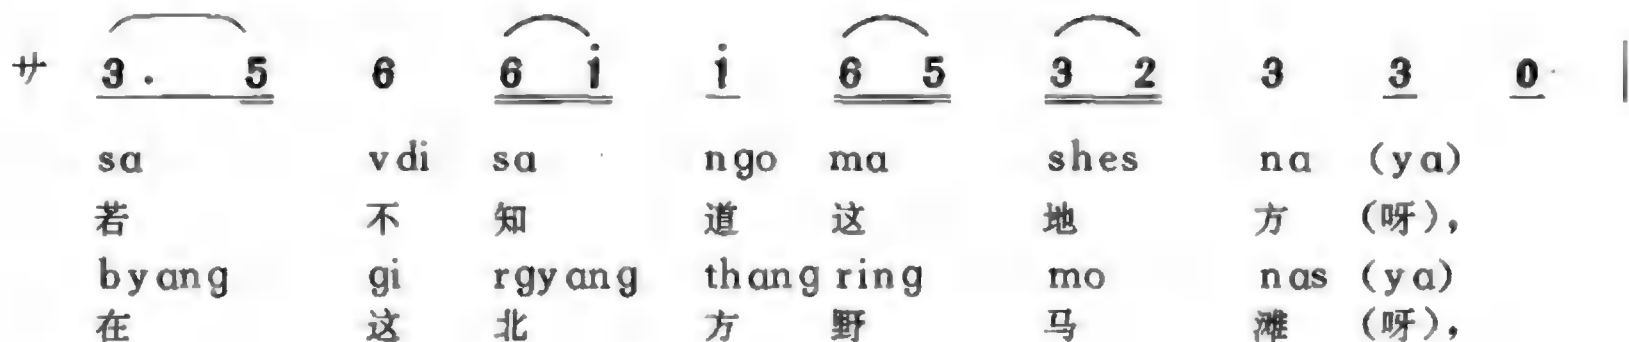 サ 3. 5 6 6 i i 6 5 3 2 3 3 0
sa vdi sa ngo ma shes na (ya)
若 不 知 道 这 地 方 (呀),
byang gi rgyang thang ring mo nas (ya)
在 这 北 方 野 马 滩 (呀),